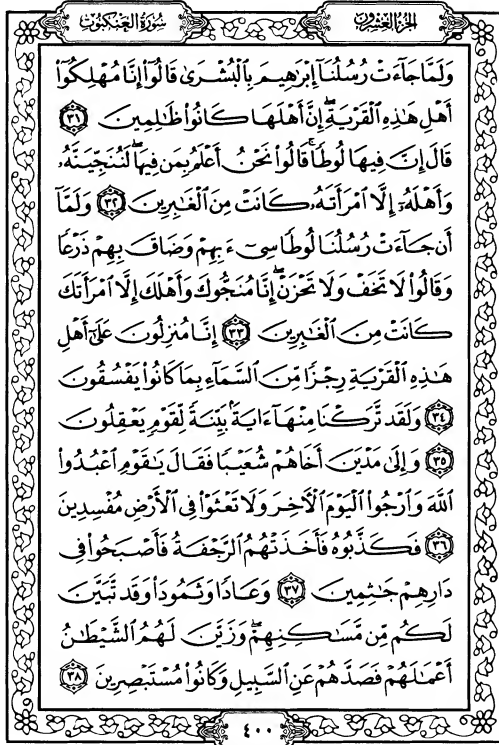 الجزء العشرون
سورة العنكبوت
وَلَمَّا جَآءَتْ رُسُلُنَآ إِبْرَٰهِيمَ بِٱلْبُشْرَىٰ قَالُوٓا۟ إِنَّا مُهْلِكُوٓا۟
أَهْلِ هَٰذِهِ ٱلْقَرْيَةِ ۖ إِنَّ أَهْلَهَا كَانُوا۟ ظَٰلِمِينَ ٣١
قَالَ إِنَّ فِيهَا لُوطًا ۚ قَالُوا۟ نَحْنُ أَعْلَمُ بِمَن فِيهَا ۖ لَنُنَجِّيَنَّهُۥ
وَأَهْلَهُۥٓ إِلَّا ٱمْرَأَتَهُۥ كَانَتْ مِنَ ٱلْغَٰبِرِينَ ٣٢ وَلَمَّآ
أَن جَآءَتْ رُسُلُنَا لُوطًا سِىٓءَ بِهِمْ وَضَاقَ بِهِمْ ذَرْعًا
وَقَالُوا۟ لَا تَخَفْ وَلَا تَحْزَنْ ۖ إِنَّا مُنَجُّوكَ وَأَهْلَكَ إِلَّا ٱمْرَأَتَكَ
كَانَتْ مِنَ ٱلْغَٰبِرِينَ ٣٣ إِنَّا مُنزِلُونَ عَلَىٰٓ أَهْلِ
هَٰذِهِ ٱلْقَرْيَةِ رِجْزًا مِّنَ ٱلسَّمَآءِ بِمَا كَانُوا۟ يَفْسُقُونَ
٣٤ وَلَقَد تَّرَكْنَا مِنْهَآ ءَايَةًۢ بَيِّنَةً لِّقَوْمٍ يَعْقِلُونَ
٣٥ وَإِلَىٰ مَدْيَنَ أَخَاهُمْ شُعَيْبًا فَقَالَ يَٰقَوْمِ ٱعْبُدُوا۟
ٱللَّهَ وَٱرْجُوا۟ ٱلْيَوْمَ ٱلْءَاخِرَ وَلَا تَعْثَوْا۟ فِى ٱلْأَرْضِ مُفْسِدِينَ
٣٦ فَكَذَّبُوهُ فَأَخَذَتْهُمُ ٱلرَّجْفَةُ فَأَصْبَحُوا۟ فِى
دَارِهِمْ جَٰثِمِينَ ٣٧ وَعَادًا وَثَمُودَا۟ وَقَد تَّبَيَّنَ
لَكُم مِّن مَّسَٰكِنِهِمْ ۖ وَزَيَّنَ لَهُمُ ٱلشَّيْطَٰنُ
أَعْمَٰلَهُمْ فَصَدَّهُمْ عَنِ ٱلسَّبِيلِ وَكَانُوا۟ مُسْتَبْصِرِينَ ٣٨
٤٠٠